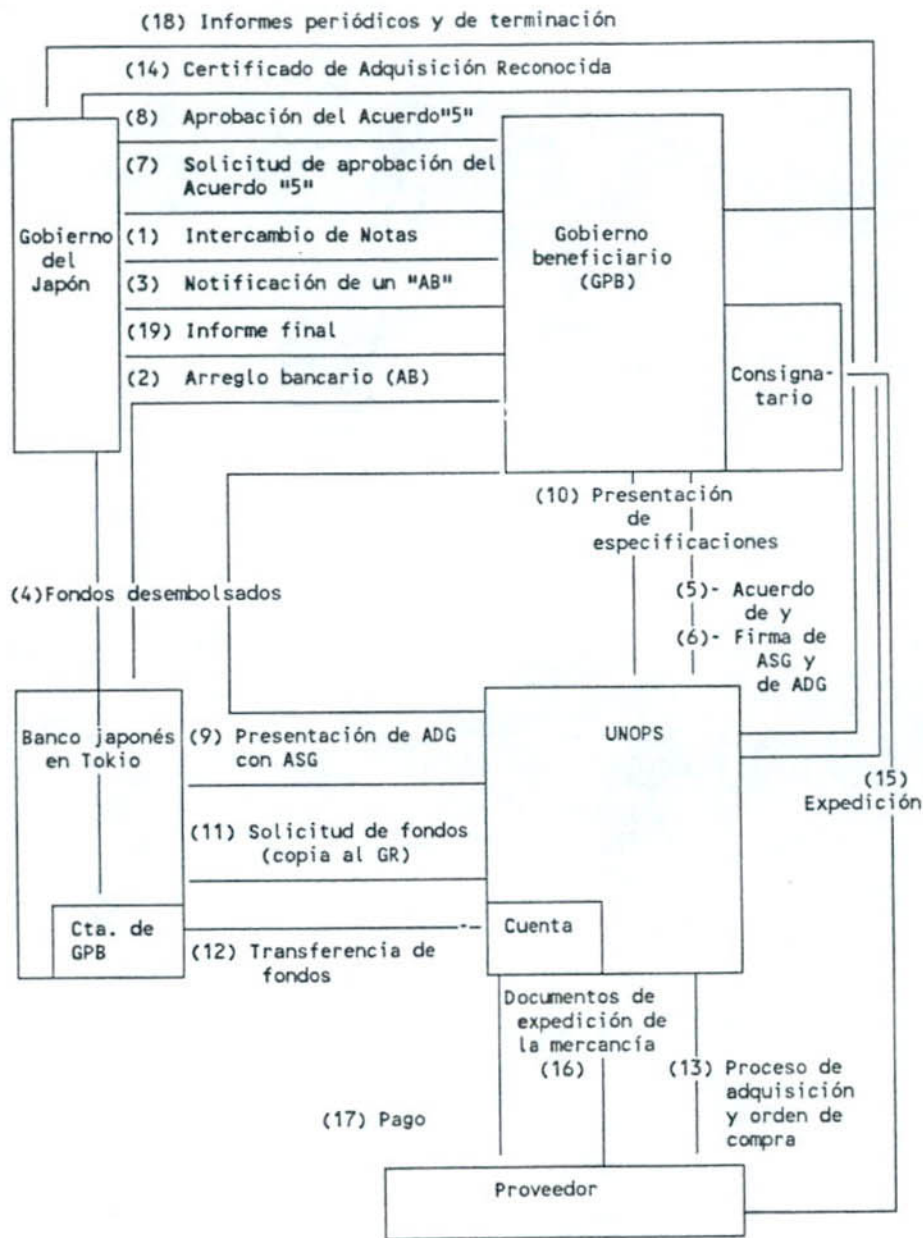 (18) Informes periódicos y de terminación
(14) Certificado de Adquisición Reconocida
(8) Aprobación del Acuerdo"5"
(7) Solicitud de aprobación del
Acuerdo "5"
(1) Intercambio de Notas
(3) Notificación de un "AB"
(19) Informe final
(2) Arreglo bancario (AB)
Gobierno
del
Japón
Gobierno
beneficiario
(GPB)
Consigna-
tario
(10) Presentación
de
especificaciones
(4)Fondos desembolsados
(5)- Acuerdo
de y
(6)- Firma de
ASG y
de ADG
Banco japonés
en Tokio
(9) Presentación de ADG
con ASG
UNOPS
(15)
Expedición
(11) Solicitud de fondos
(copia al GR)
Cta. de
GPB
Cuenta
(12) Transferencia de
fondos
Documentos de
expedición de
la mercancía
(16)
(13) Proceso de
adquisición
y orden de
compra
(17) Pago
Proveedor